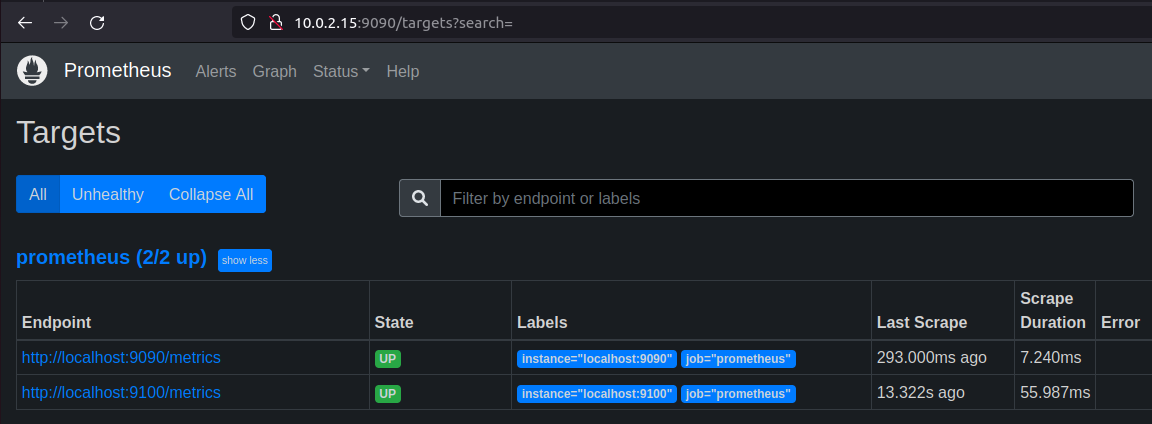 10.0.2.15:9090/targets?search=
Prometheus Alerts Graph Status Help
Targets
All Unhealthy Collapse All Filter by endpoint or labels
prometheus (2/2 up) show less
Endpoint State Labels Last Scrape Scrape Duration Error
http://localhost:9090/metrics UP instance="localhost:9090" job="prometheus" 293.000ms ago 7.240ms
http://localhost:9100/metrics UP instance="localhost:9100" job="prometheus" 13.322s ago 55.987ms